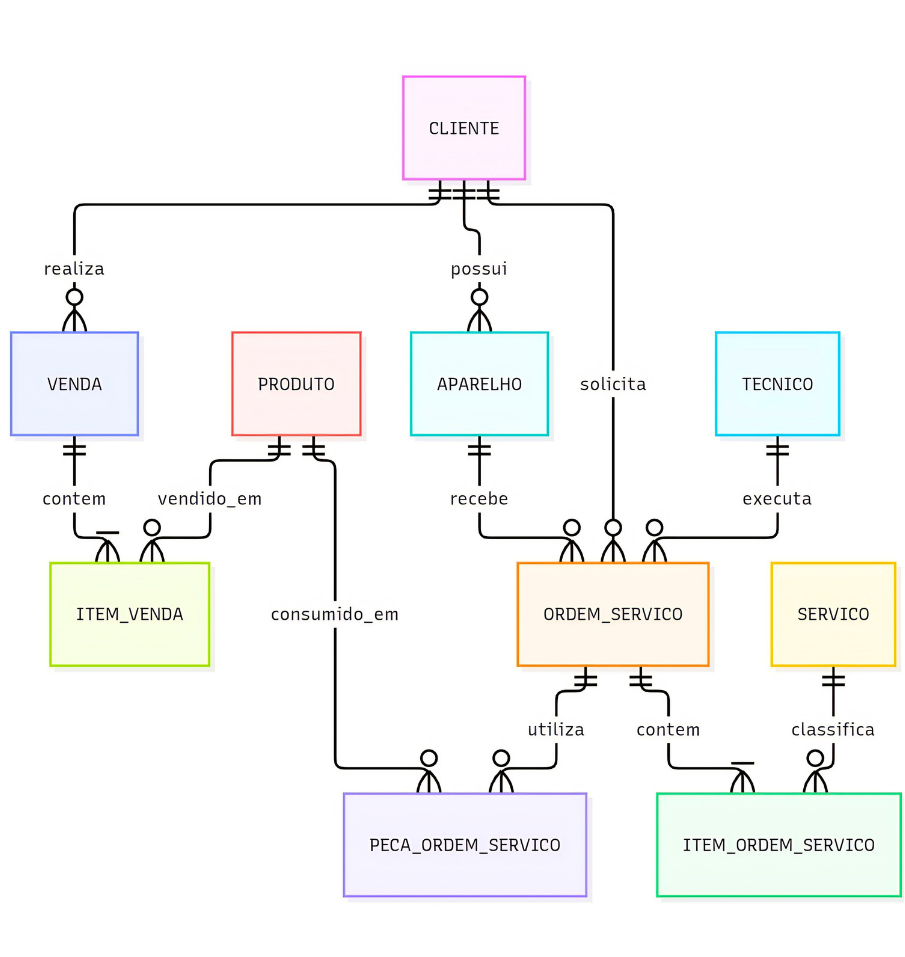 CLIENTE
realiza
possui
VENDA
PRODUTO
APARELHO
solicita
TECNICO
contem
vendido_em
recebe
executa
ITEM_VENDA
consumido_em
ORDEM_SERVICO
SERVICO
utiliza
contem
classifica
PECA_ORDEM_SERVICO
ITEM_ORDEM_SERVICO